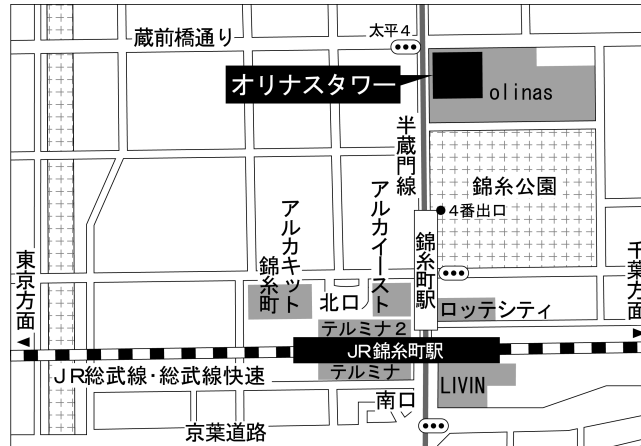 蔵前橋通り
太平4
オリナスタワー
olinas
半蔵門線
錦糸公園
4番出口
アルカキット
錦糸町
アルカイースト
錦糸町駅
東京方面
千葉方面
北口
ロッテシティ
テルミナ2
JR錦糸町駅
JR総武線・総武線快速
テルミナ
LIVIN
南口
京葉道路